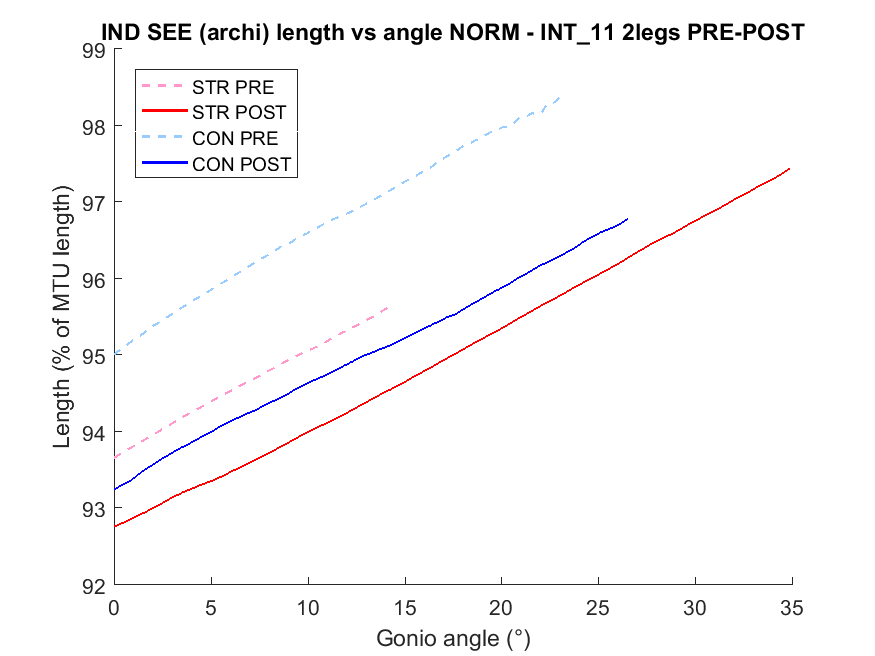 IND SEE (archi) length vs angle NORM - INT_11 2legs PRE-POST
99
98
97
96
95
94
93
92
Length (% of MTU length)
STR PRE
STR POST
CON PRE
CON POST
0 5 10 15 20 25 30 35
Gonio angle (°)